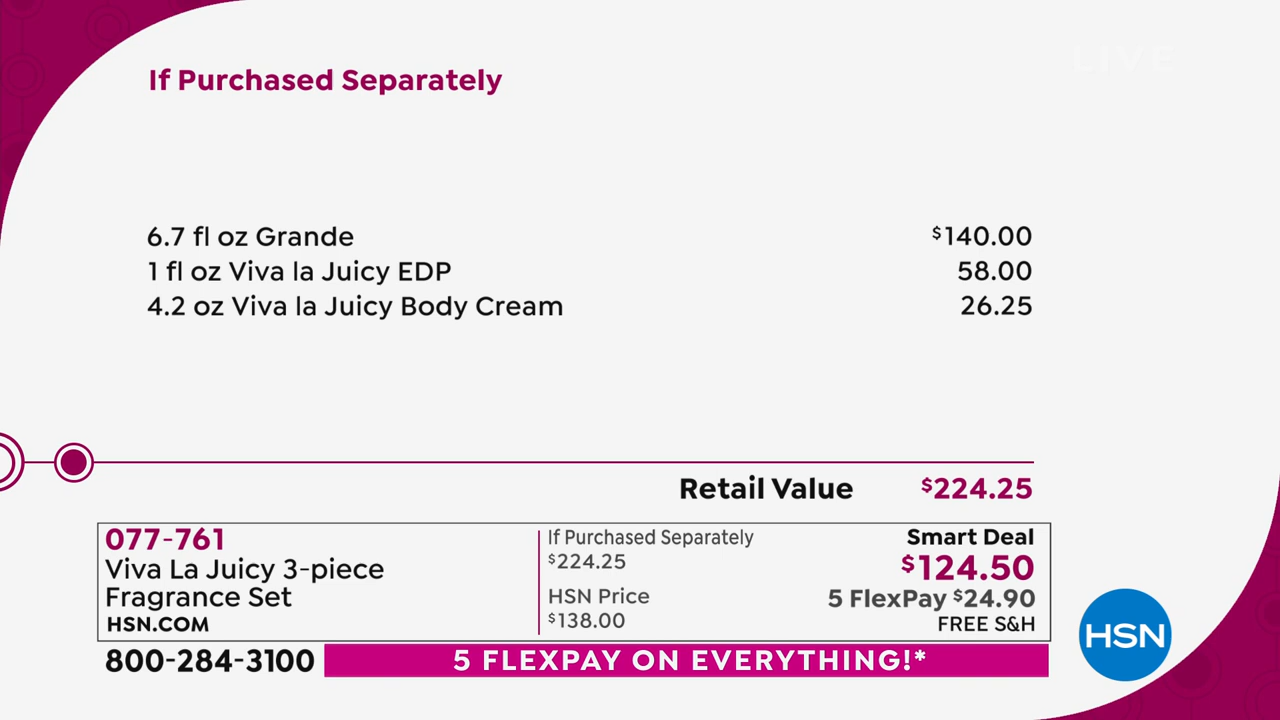 LIVE
If Purchased Separately
6.7 fl oz Grande $140.00
1 fl oz Viva la Juicy EDP 58.00
4.2 oz Viva la Juicy Body Cream 26.25
Retail Value $224.25
077-761
Viva La Juicy 3-piece
Fragrance Set
HSN.COM
If Purchased Separately
$224.25
HSN Price
$138.00
Smart Deal
$124.50
5 FlexPay $24.90
FREE S&H
HSN
800-284-3100
5 FLEXPAY ON EVERYTHING!*